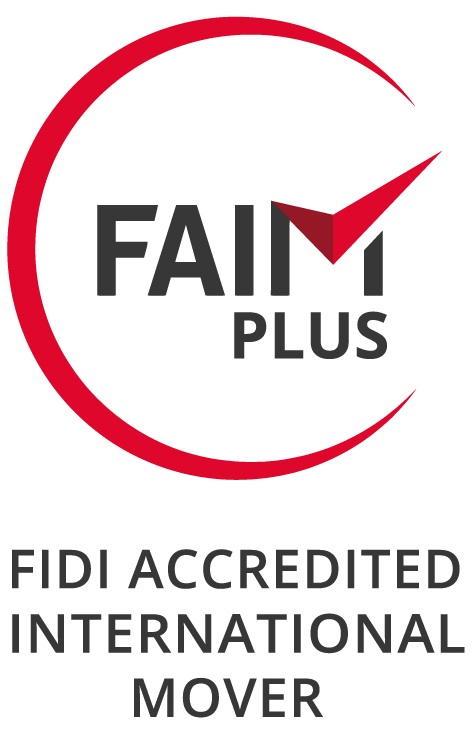 FAIM
PLUS
FIDI ACCREDITED
INTERNATIONAL
MOVER